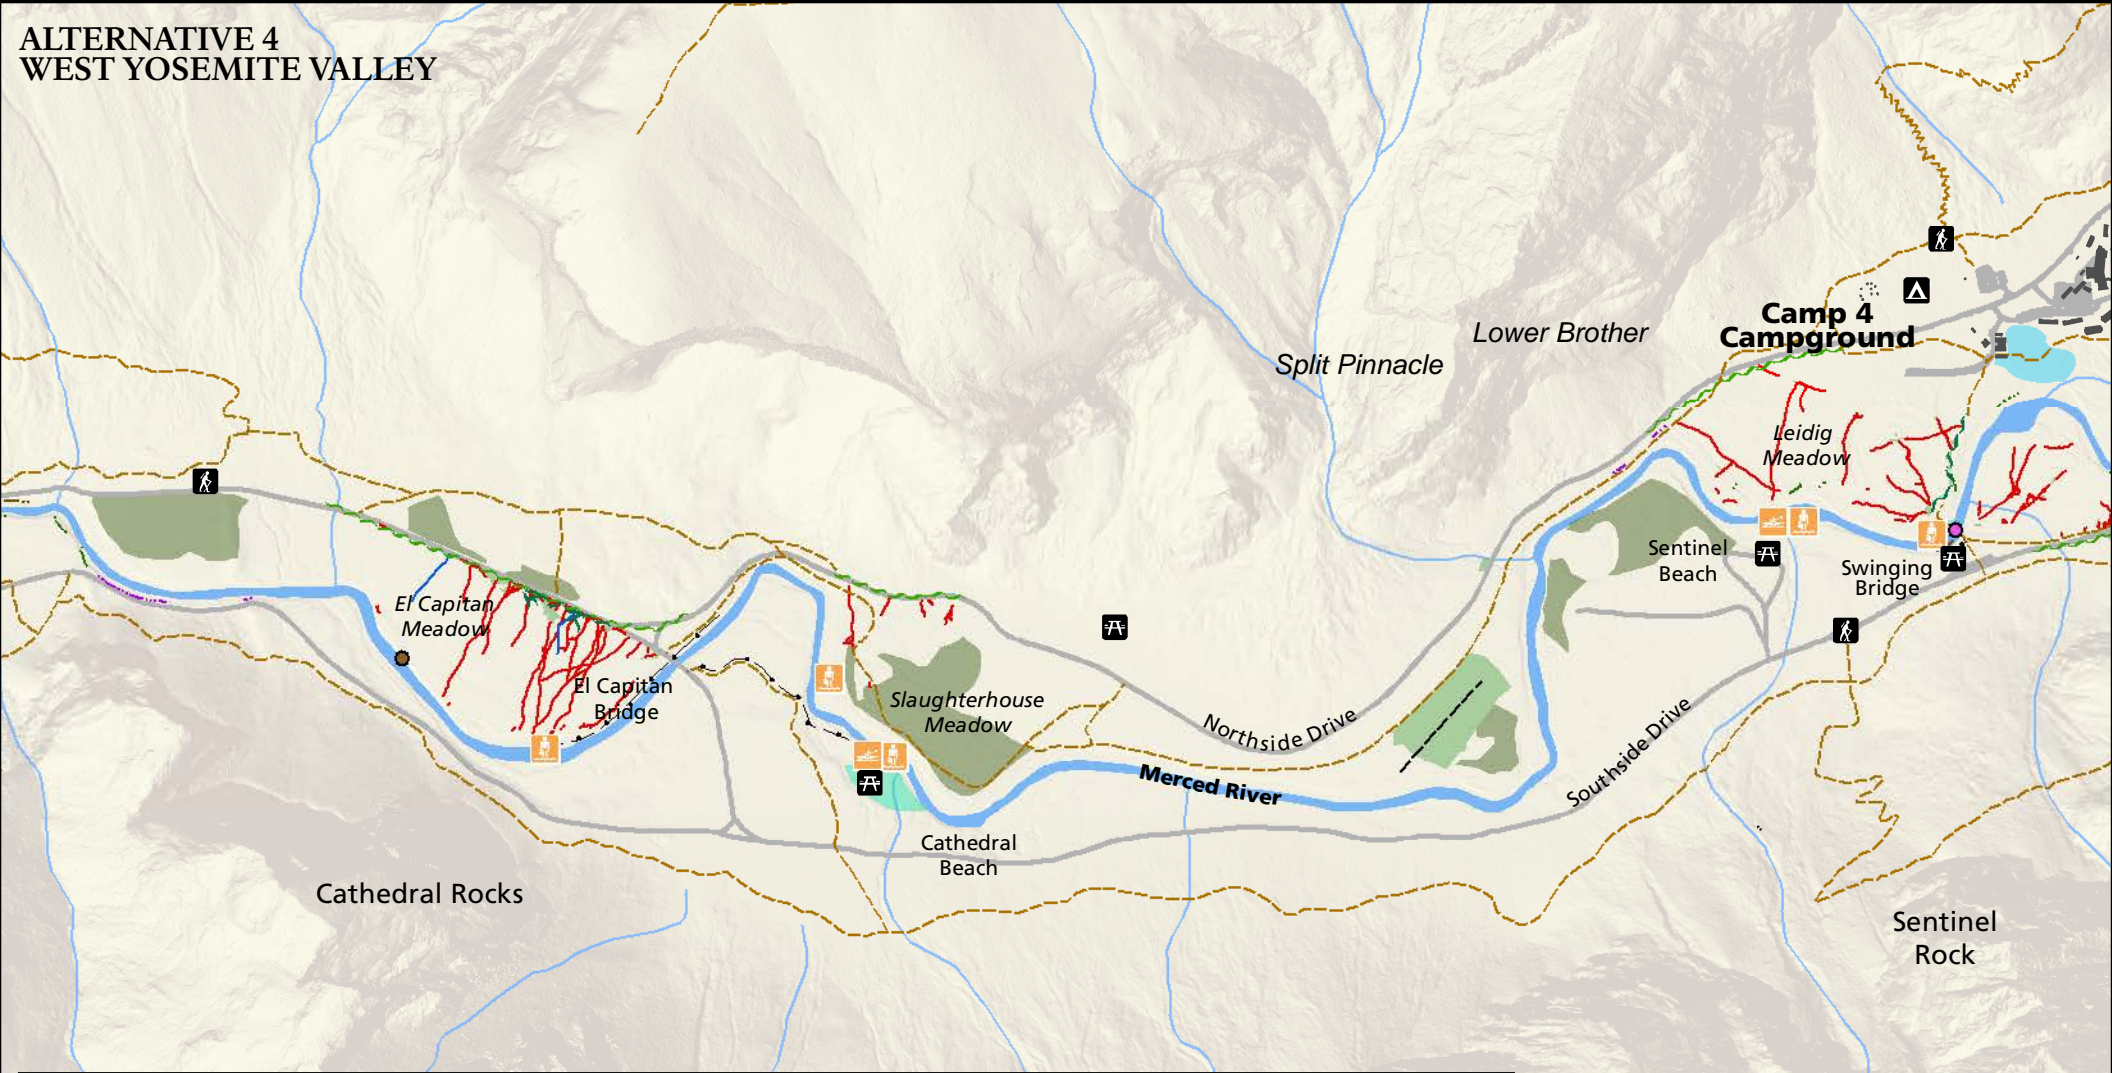 ALTERNATIVE 4
WEST YOSEMITE VALLEY
Lower Brother
Split Pinnacle
Camp 4
Campground
Leidig
Meadow
Sentinel
Beach
Swinging
Bridge
El Capitan
Meadow
El Capitan
Bridge
Slaughterhouse
Meadow
Northside Drive
Southside Drive
Merced River
Cathedral
Beach
Cathedral Rocks
Sentinel
Rock